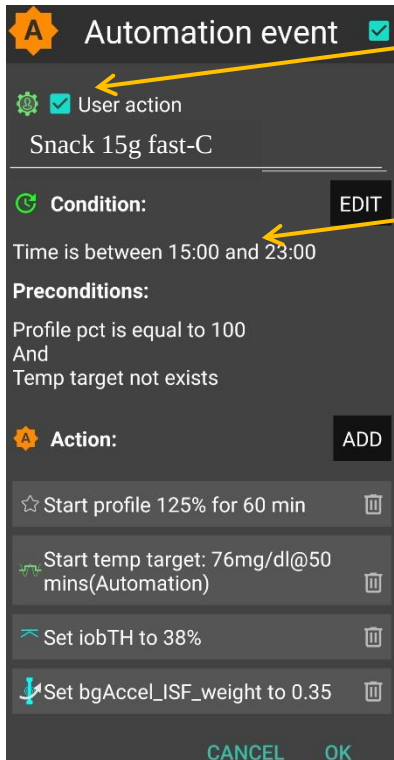 A Automation event
User action
Snack 15g fast-C
Condition:
EDIT
Time is between 15:00 and 23:00
Preconditions:
Profile pct is equal to 100
And
Temp target not exists
A Action:
ADD
Start profile 125% for 60 min
Start temp target: 76mg/dl@50
mins(Automation)
Set iobTH to 38%
Set bgAccel_ISF_weight to 0.35
CANCEL OK